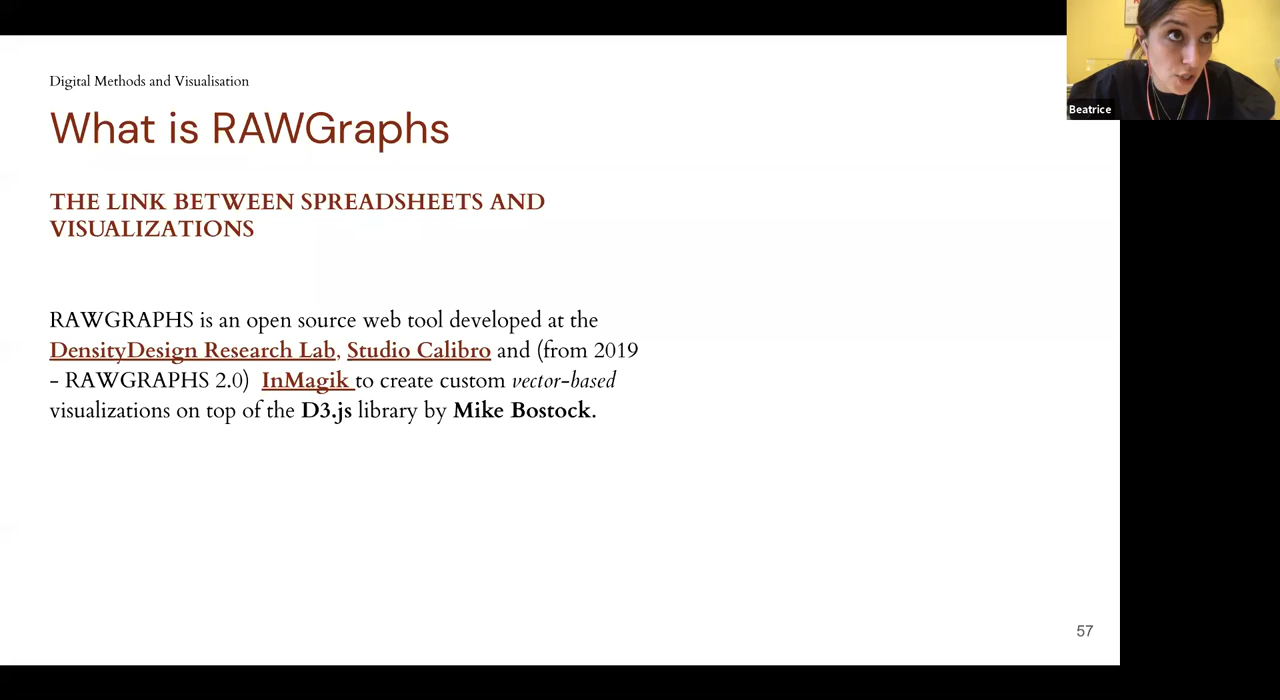 Digital Methods and Visualisation
What is RAWGraphs
THE LINK BETWEEN SPREADSHEETS AND
VISUALIZATIONS
RAWGRAPHS is an open source web tool developed at the
DensityDesign Research Lab, Studio Calibro and (from 2019
- RAWGRAPHS 2.0) InMagik to create custom vector-based
visualizations on top of the D3.js library by Mike Bostock.
57
Beatrice